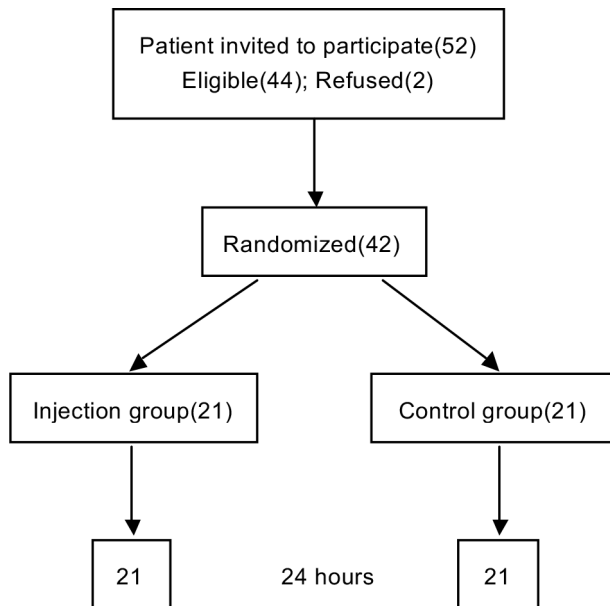 Patient invited to participate(52)
Eligible(44); Refused(2)
Randomized(42)
Injection group(21)
Control group(21)
21
24 hours
21